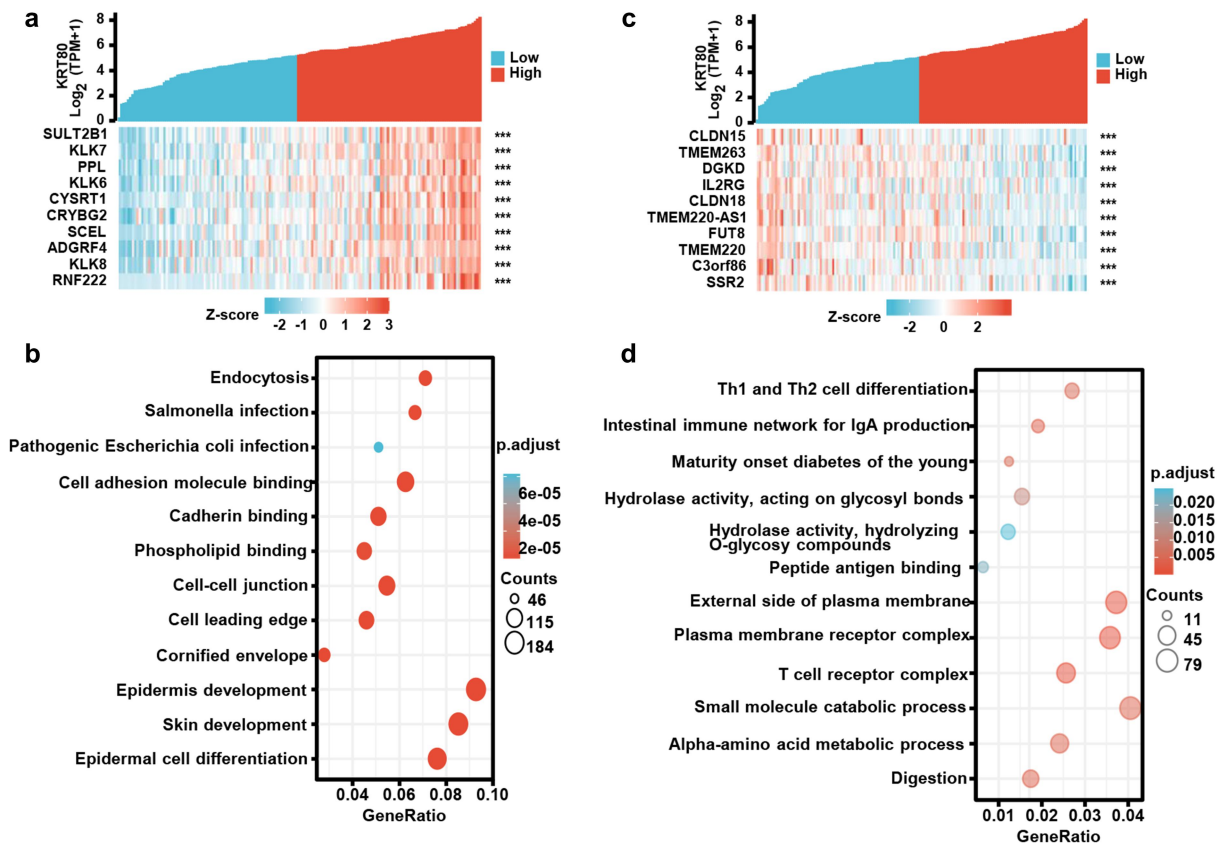 a
8
6
4
2
0
KRT80
Log2 (TPM+1)
Low
High
SULT2B1 ***
KLK7 ***
PPL ***
KLK6 ***
CYSRT1 ***
CRYBG2 ***
SCEL ***
ADGRF4 ***
KLK8 ***
RNF222 ***
Z-score
-2 -1 0 1 2 3
c
8
6
4
2
0
KRT80
Log2 (TPM+1)
Low
High
CLDN15 ***
TMEM263 ***
DGKD ***
IL2RG ***
CLDN18 ***
TMEM220-AS1 ***
FUT8 ***
TMEM220 ***
C3orf86 ***
SSR2 ***
Z-score
-2 0 2
b
Endocytosis
Salmonella infection
Pathogenic Escherichia coli infection
Cell adhesion molecule binding
Cadherin binding
Phospholipid binding
Cell-cell junction
Cell leading edge
Cornified envelope
Epidermis development
Skin development
Epidermal cell differentiation
0.04 0.06 0.08 0.10
GeneRatio
p.adjust
6e-05
4e-05
2e-05
Counts
46
115
184
d
Th1 and Th2 cell differentiation
Intestinal immune network for IgA production
Maturity onset diabetes of the young
Hydrolase activity, acting on glycosyl bonds
Hydrolase activity, hydrolyzing
O-glycosy compounds
Peptide antigen binding
External side of plasma membrane
Plasma membrane receptor complex
T cell receptor complex
Small molecule catabolic process
Alpha-amino acid metabolic process
Digestion
0.01 0.02 0.03 0.04
GeneRatio
p.adjust
0.020
0.015
0.010
0.005
Counts
11
45
79